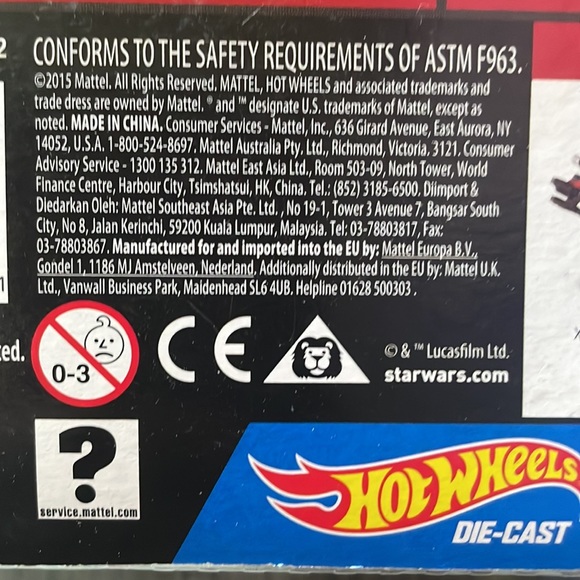 2
CONFORMS TO THE SAFETY REQUIREMENTS OF ASTM F963.
©2015 Mattel. All Rights Reserved. MATTEL, HOT WHEELS and associated trademarks and
trade dress are owned by Mattel. ® and ™ designate U.S. trademarks of Mattel, except as
noted. MADE IN CHINA. Consumer Services - Mattel, Inc., 636 Girard Avenue, East Aurora, NY
14052, U.S.A. 1-800-524-8697. Mattel Australia Pty. Ltd., Richmond, Victoria. 3121. Consumer
Advisory Service - 1300 135 312. Mattel East Asia Ltd., Room 503-09, North Tower, World
Finance Centre, Harbour City, Tsimshatsui, HK, China. Tel.: (852) 3185-6500. Diimport &
Diedarkan Oleh: Mattel Southeast Asia Pte. Ltd. , No 19-1, Tower 3 Avenue 7, Bangsar South
City, No 8, Jalan Kerinchi, 59200 Kuala Lumpur, Malaysia. Tel: 03-78803817, Fax:
03-78803867. Manufactured for and imported into the EU by: Mattel Europa B.V.,
Gondel 1, 1186 MJ Amstelveen, Nederland. Additionally distributed in the EU by: Mattel U.K.
Ltd., Vanwall Business Park, Maidenhead SL6 4UB. Helpline 01628 500303 .
ed.
0-3
CE
© & ™ Lucasfilm Ltd.
starwars.com
?
service.mattel.com
HOT WHEELS
DIE-CAST